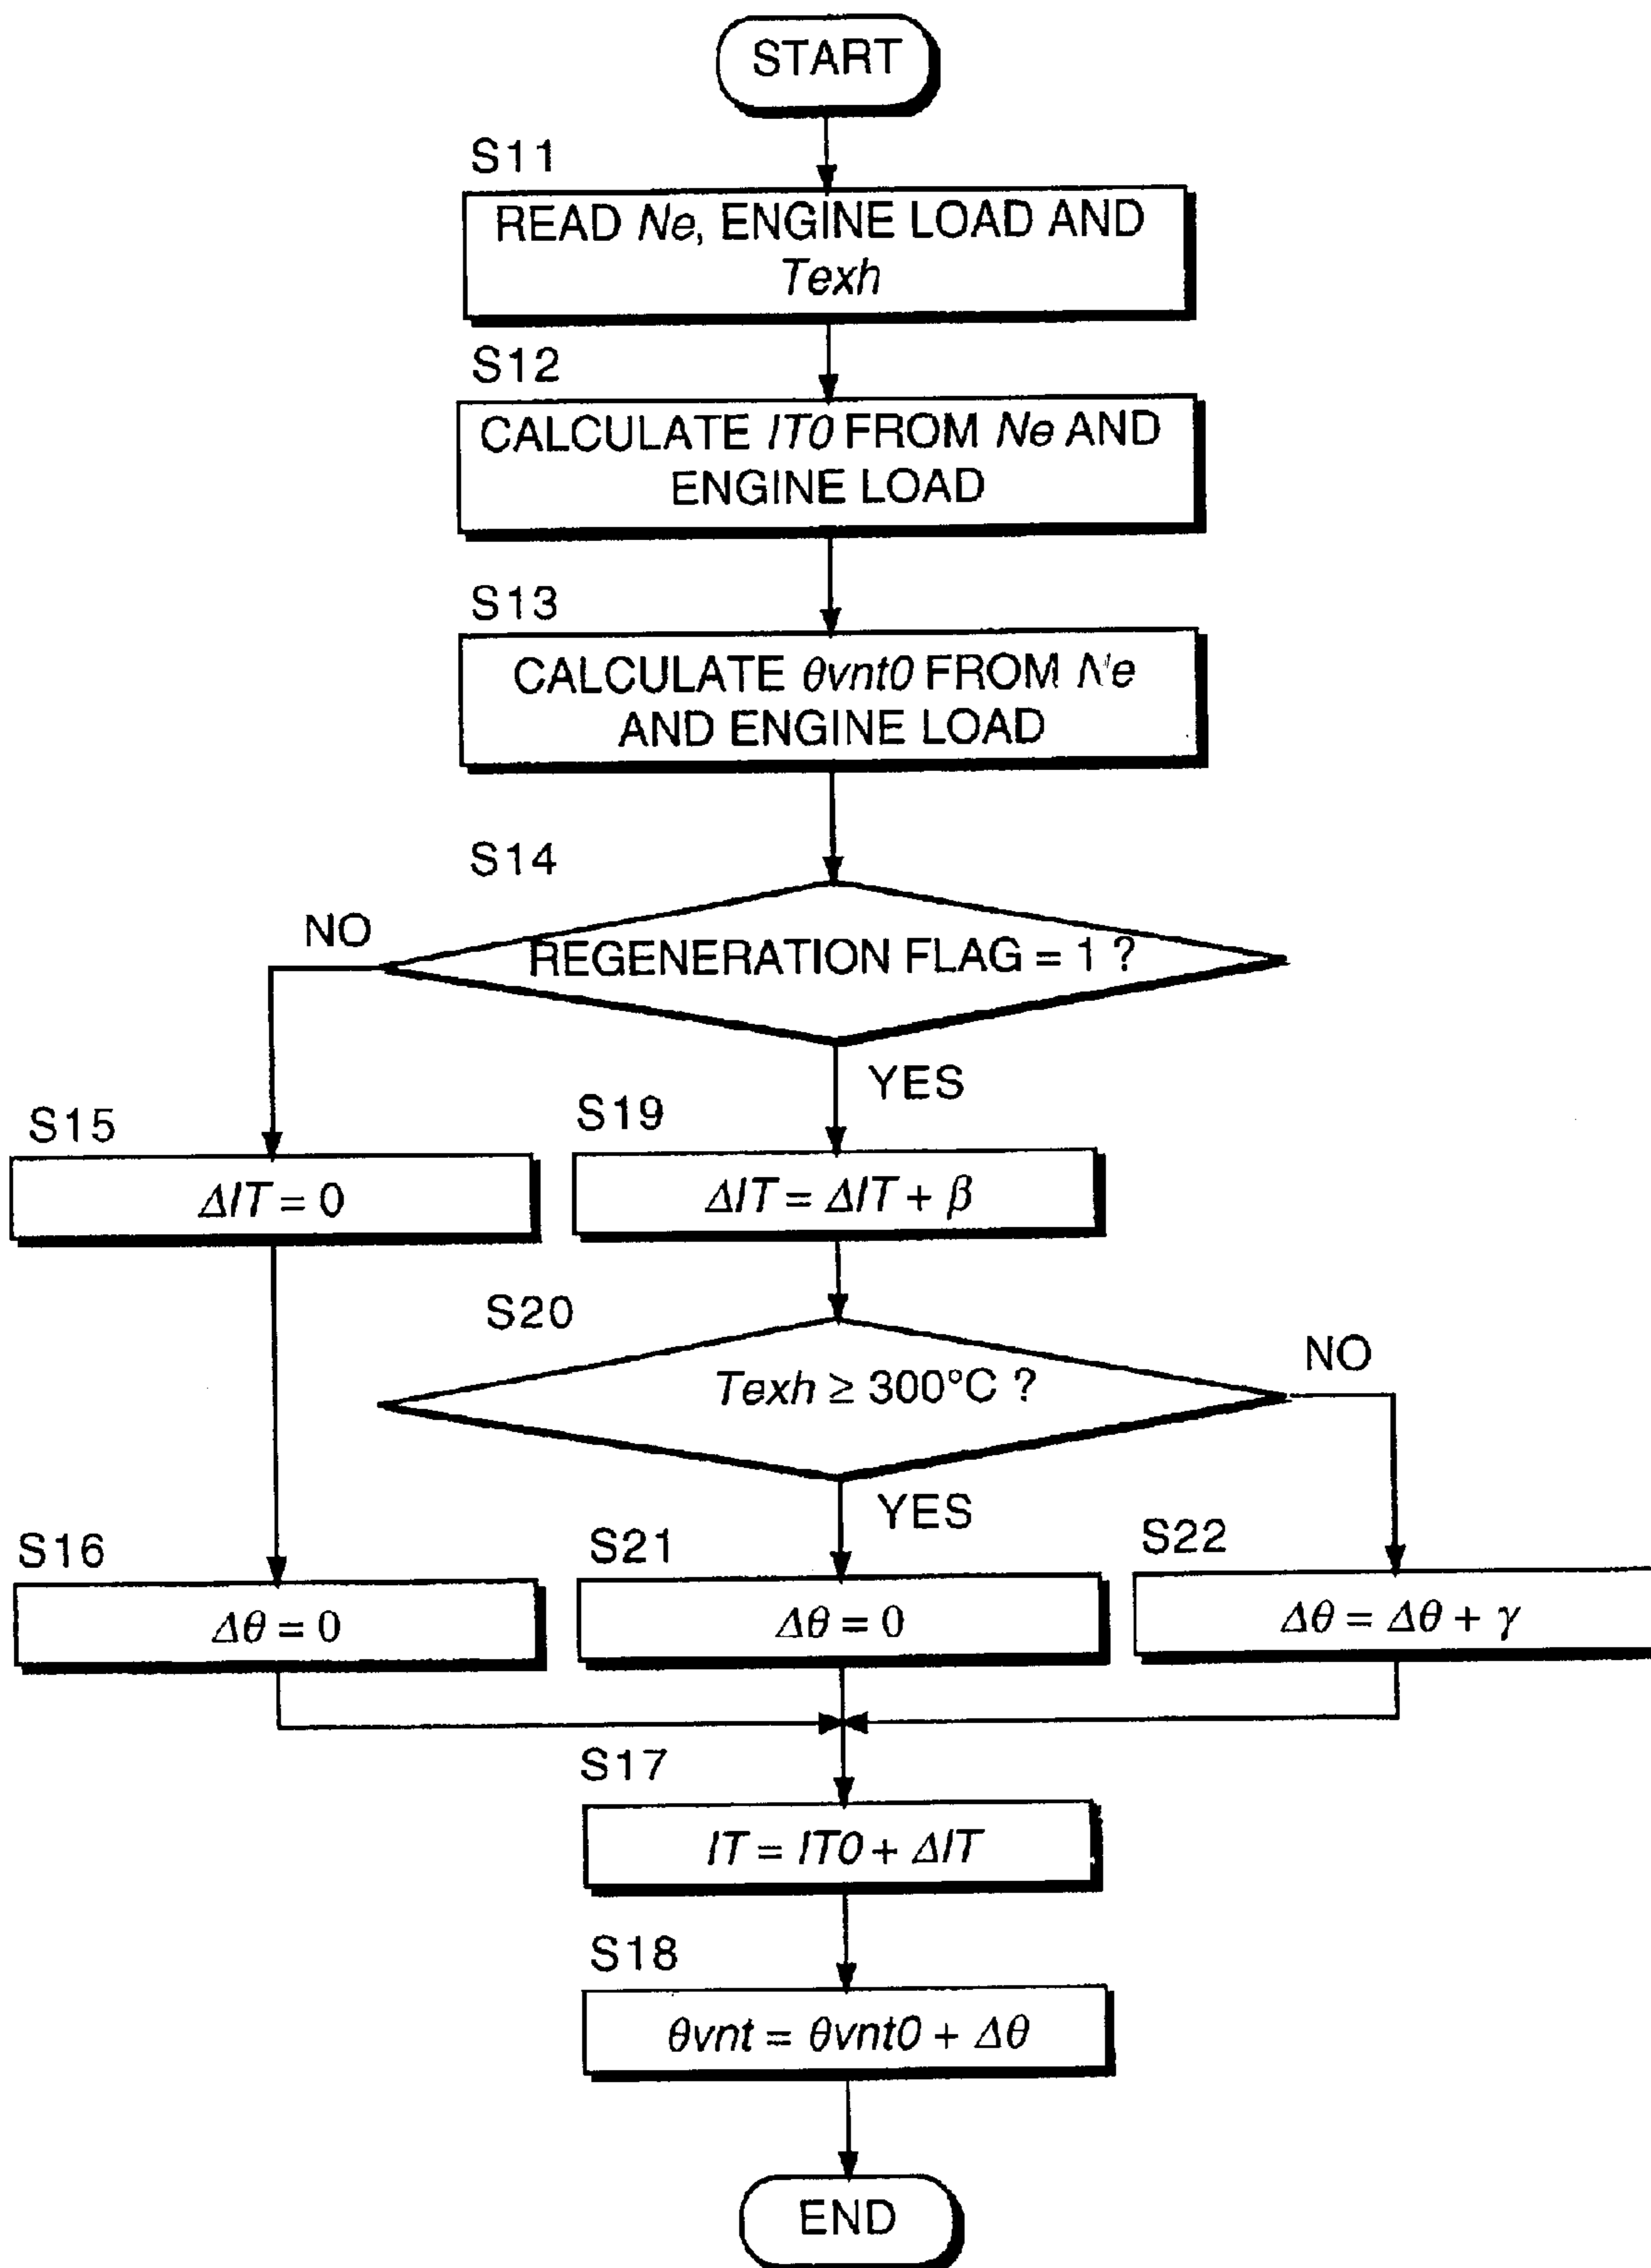 START
S11
READ Ne, ENGINE LOAD AND
Texh
S12
CALCULATE IT0 FROM Ne AND
ENGINE LOAD
S13
CALCULATE θvnt0 FROM Ne
AND ENGINE LOAD
S14
NO
REGENERATION FLAG = 1 ?
YES
S15
S19
ΔIT = 0
ΔIT = ΔIT + β
S20
NO
Texh ≥ 300°C ?
YES
S16
S21
S22
Δθ = 0
Δθ = 0
Δθ = Δθ + γ
S17
IT = IT0 + ΔIT
S18
θvnt = θvnt0 + Δθ
END